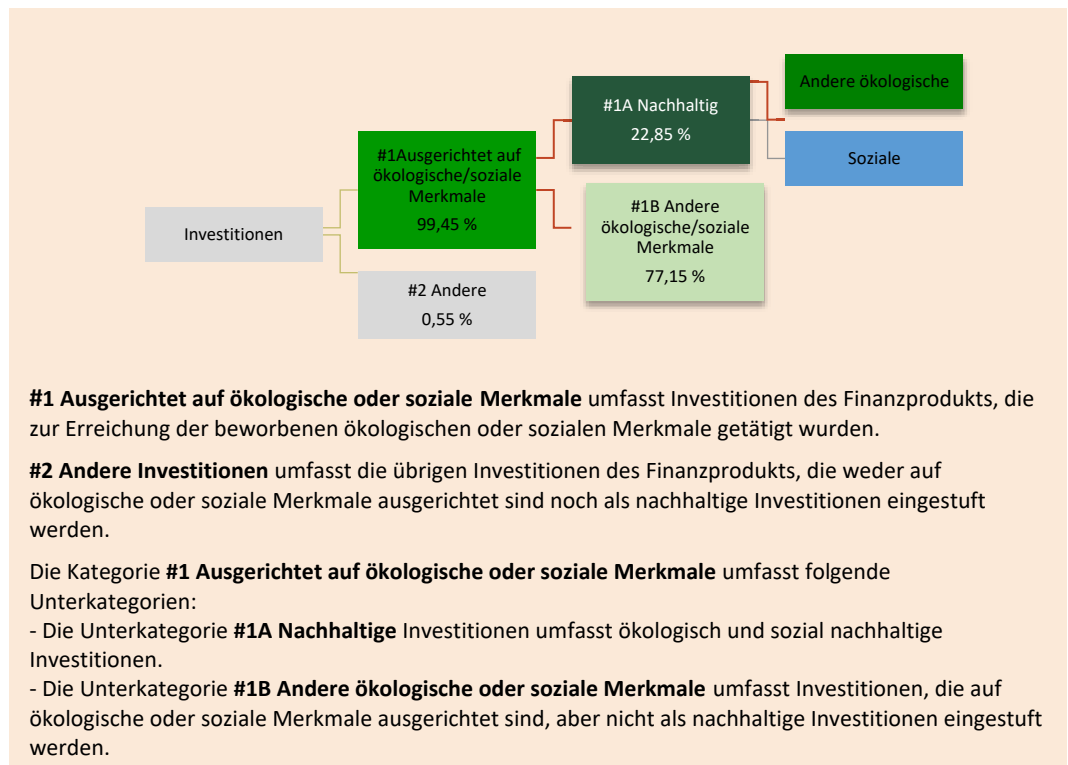 Andere ökologische
#1A Nachhaltig
22,85 %
Soziale
#1Ausgerichtet auf
ökologische/soziale
Merkmale
99,45 %
#1B Andere
ökologische/soziale
Merkmale
77,15 %
Investitionen
#2 Andere
0,55 %
#1 Ausgerichtet auf ökologische oder soziale Merkmale umfasst Investitionen des Finanzprodukts, die
zur Erreichung der beworbenen ökologischen oder sozialen Merkmale getätigt wurden.
#2 Andere Investitionen umfasst die übrigen Investitionen des Finanzprodukts, die weder auf
ökologische oder soziale Merkmale ausgerichtet sind noch als nachhaltige Investitionen eingestuft
werden.
Die Kategorie #1 Ausgerichtet auf ökologische oder soziale Merkmale umfasst folgende
Unterkategorien:
- Die Unterkategorie #1A Nachhaltige Investitionen umfasst ökologisch und sozial nachhaltige
Investitionen.
- Die Unterkategorie #1B Andere ökologische oder soziale Merkmale umfasst Investitionen, die auf
ökologische oder soziale Merkmale ausgerichtet sind, aber nicht als nachhaltige Investitionen eingestuft
werden.